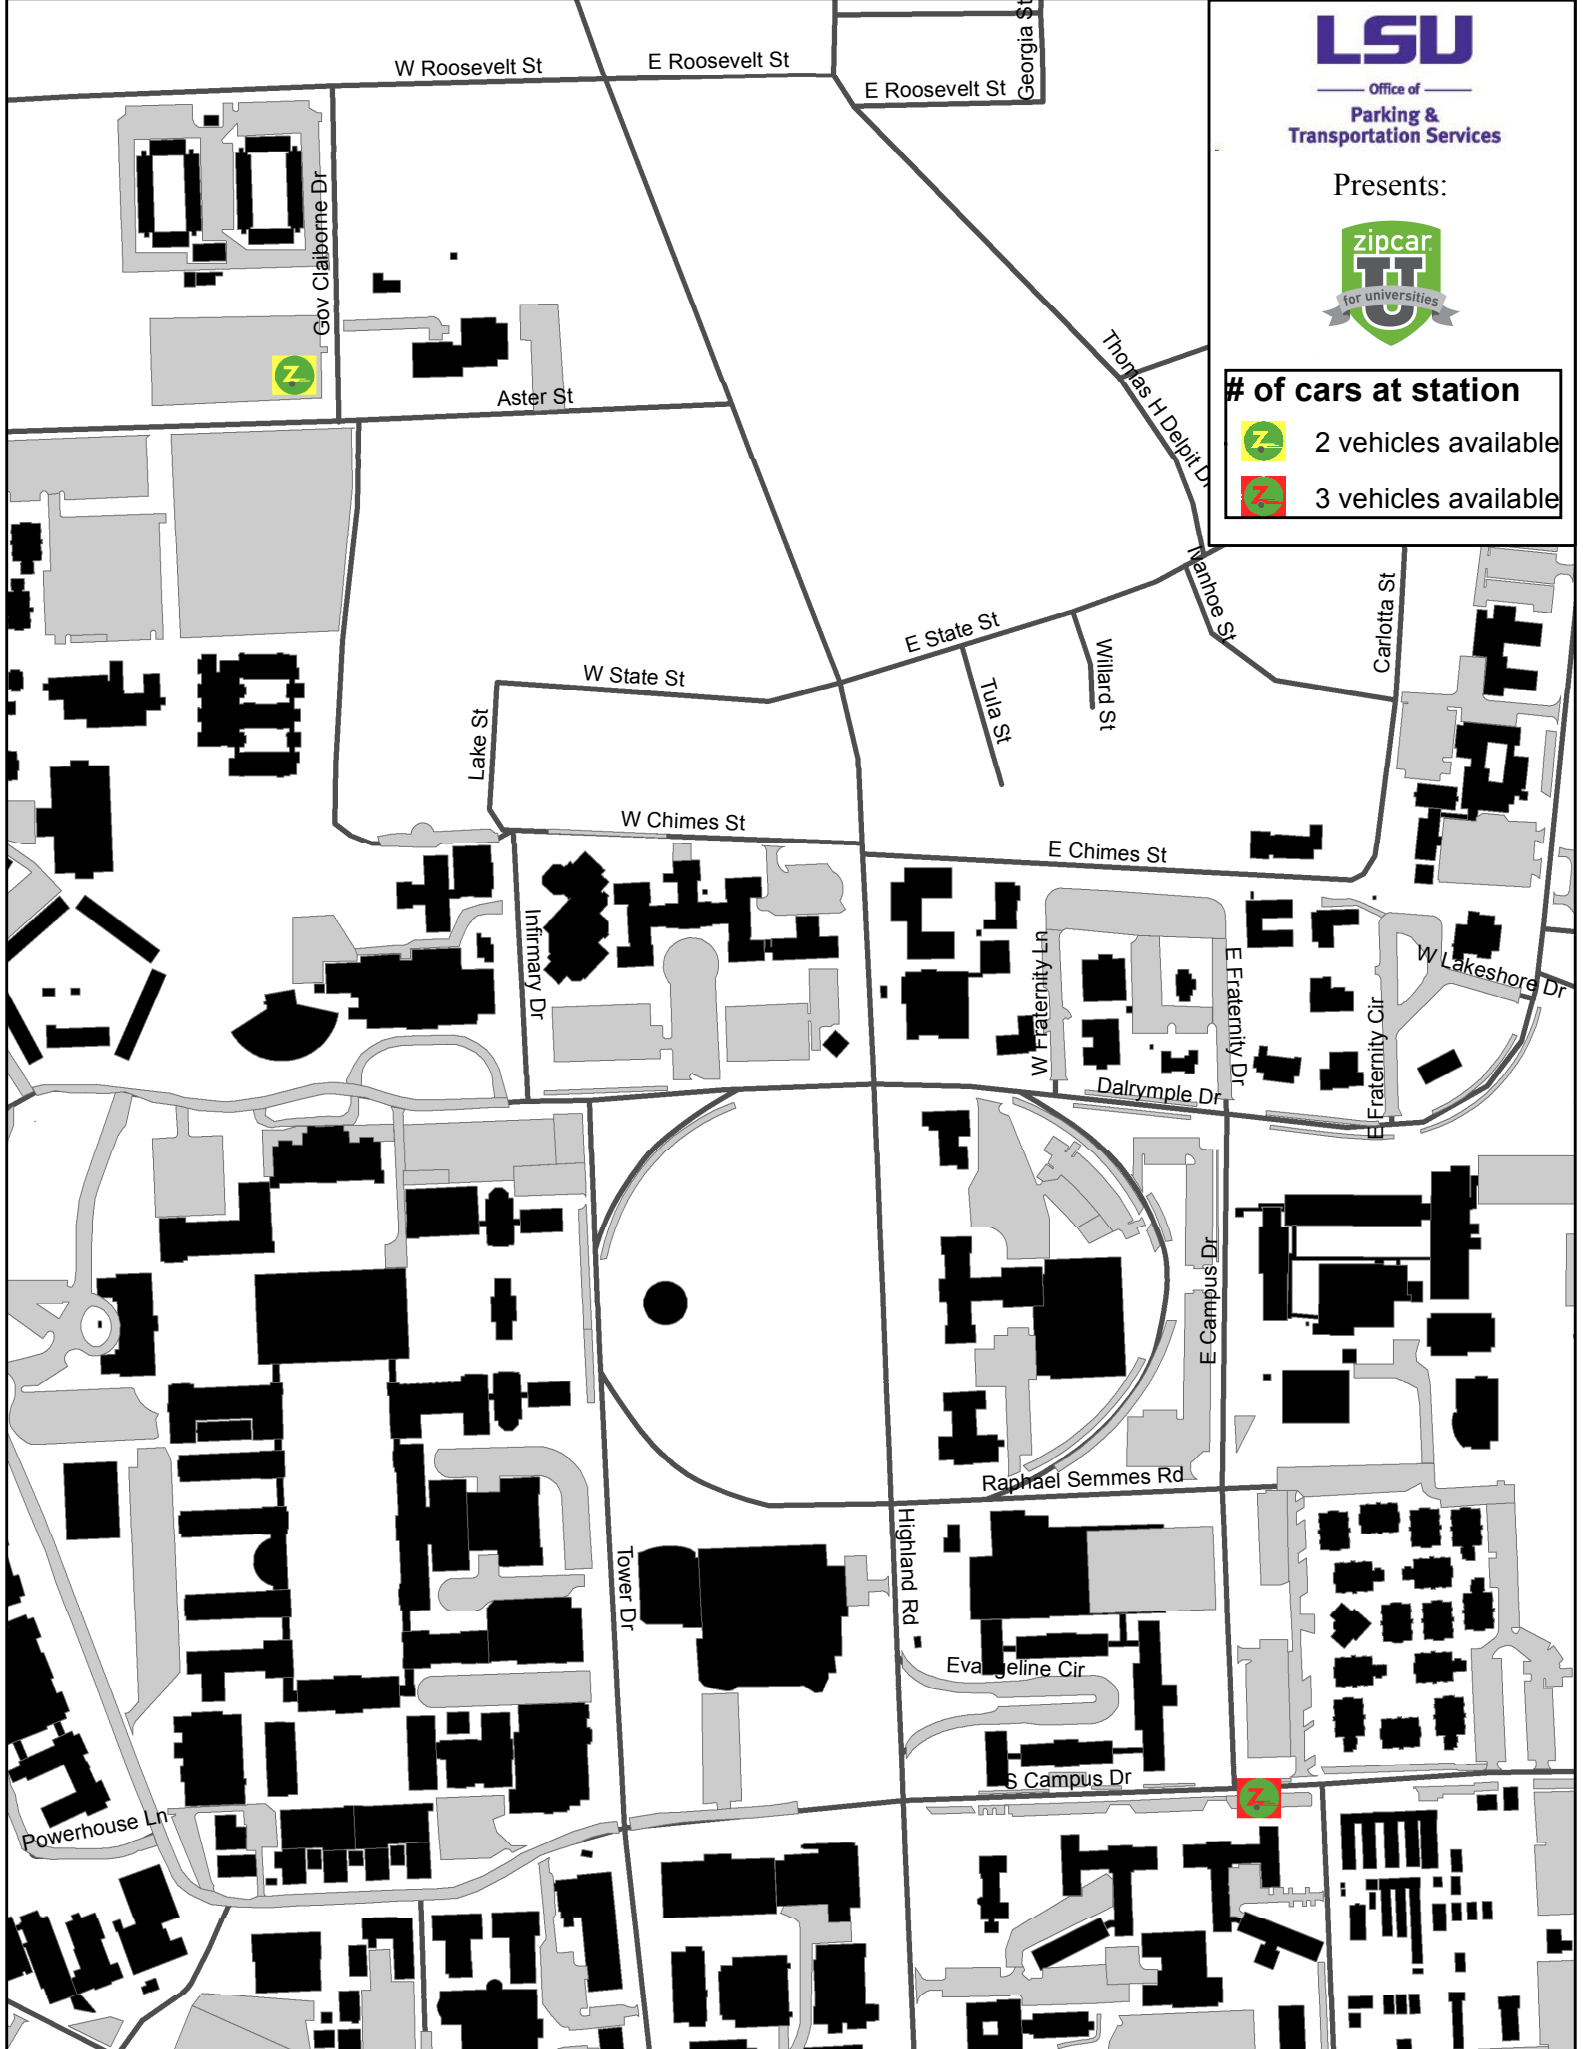 LSU
Office of
Parking &
Transportation Services
Presents:
zipcar
U
for universities
# of cars at station
2 vehicles available
3 vehicles available
W Roosevelt St
E Roosevelt St
E Roosevelt St
Georgia St
Gov Claiborne Dr
Aster St
Thomas H Delpit Dr
Ivanhoe St
Carlotta St
E State St
Willard St
Tula St
W State St
Lake St
W Chimes St
E Chimes St
Infirmary Dr
W Fraternity Ln
E Fraternity Dr
W Lakeshore Dr
E Fraternity Cir
Dalrymple Dr
E Campus Dr
Raphael Semmes Rd
Highland Rd
Tower Dr
Evangeline Cir
S Campus Dr
Powerhouse Ln